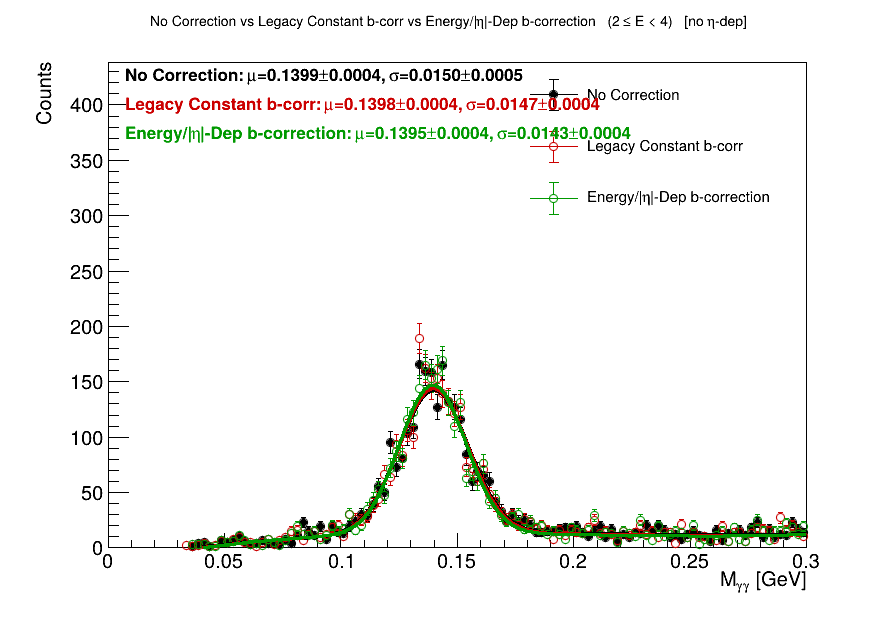 No Correction vs Legacy Constant b-corr vs Energy/|η|-Dep b-correction (2 ≤ E < 4) [no η-dep]
Counts
No Correction: μ=0.1399±0.0004, σ=0.0150±0.0005
Legacy Constant b-corr: μ=0.1398±0.0004, σ=0.0147±0.0004
Energy/|η|-Dep b-correction: μ=0.1395±0.0004, σ=0.0143±0.0004
No Correction
Legacy Constant b-corr
Energy/|η|-Dep b-correction
400
350
300
250
200
150
100
50
0
0 0.05 0.1 0.15 0.2 0.25 0.3
Mγγ [GeV]